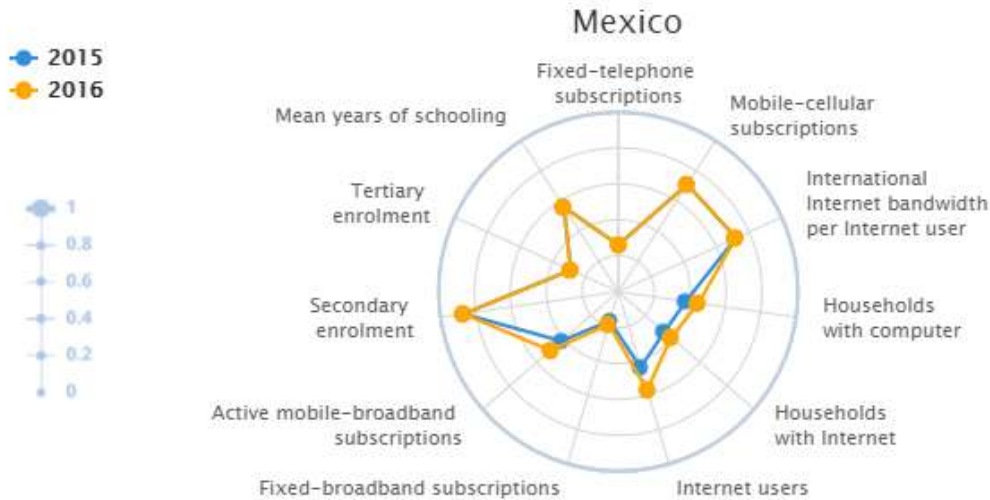 Mexico
2015
2016
Fixed-telephone
subscriptions
Mobile-cellular
subscriptions
Mean years of schooling
International
Internet bandwidth
per Internet user
Tertiary
enrolment
1
0.8
0.6
0.4
0.2
0
Secondary
enrolment
Households
with computer
Active mobile-broadband
subscriptions
Households
with Internet
Fixed-broadband subscriptions
Internet users